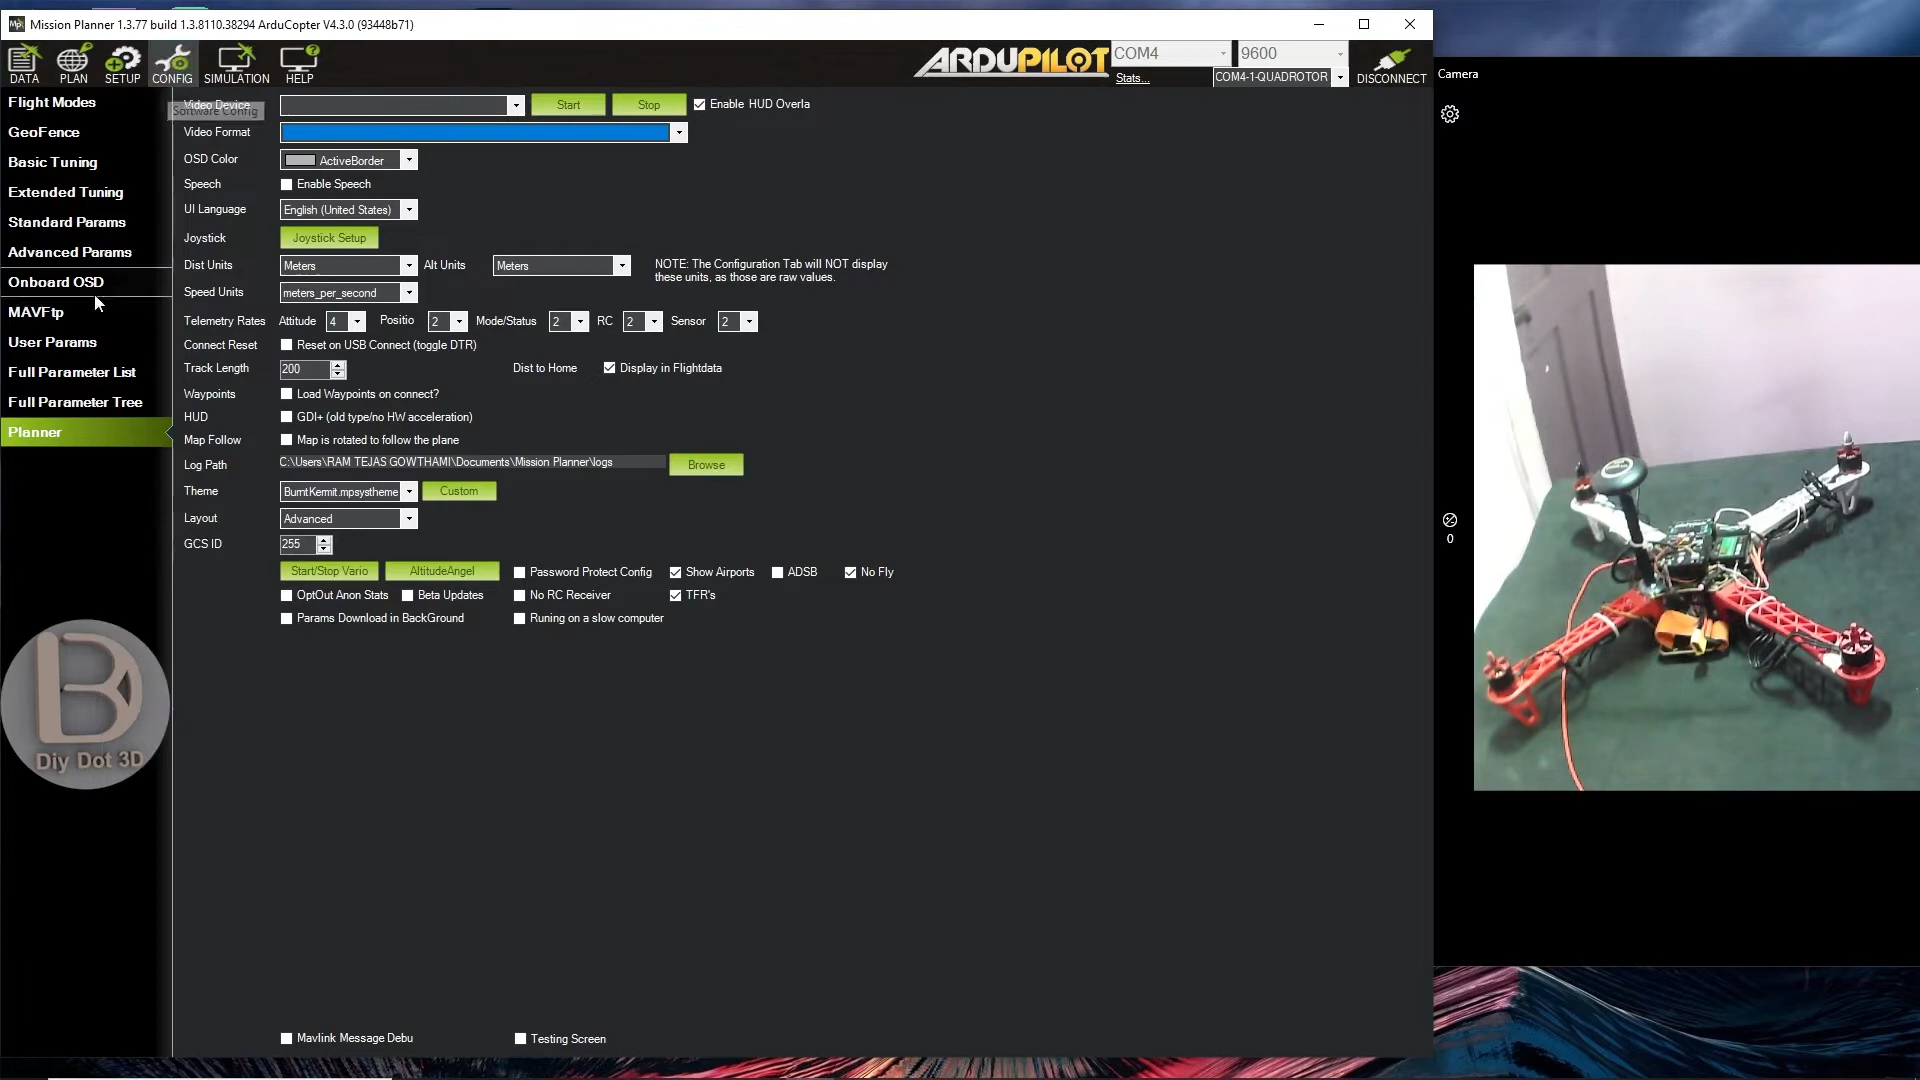 Mission Planner 1.3.77 build 1.3.8110.38294 ArduCopter V4.3.0 (93448b71)
DATA PLAN SETUP CONFIG SIMULATION HELP
ARDUPILOT
COM4 9600
Stats... COM4-1-QUADROTOR DISCONNECT
Camera
0
Flight Modes
GeoFence
Basic Tuning
Extended Tuning
Standard Params
Advanced Params
Onboard OSD
MAVFtp
User Params
Full Parameter List
Full Parameter Tree
Planner
Diy Dot 3D
Video Device Start Stop Enable HUD Overla
Software Config
Video Format
OSD Color ActiveBorder
Speech Enable Speech
UI Language English (United States)
Joystick Joystick Setup
Dist Units Meters Alt Units Meters
NOTE: The Configuration Tab will NOT display
these units, as those are raw values.
Speed Units meters_per_second
Telemetry Rates Attitude 4 Positio 2 Mode/Status 2 RC 2 Sensor 2
Connect Reset Reset on USB Connect (toggle DTR)
Track Length 200 Dist to Home Display in Flightdata
Waypoints Load Waypoints on connect?
HUD GDI+ (old type/no HW acceleration)
Map Follow Map is rotated to follow the plane
Log Path C:\Users\RAM TEJAS GOWTHAMI\Documents\Mission Planner\logs Browse
Theme BurntKermit.mpsystheme Custom
Layout Advanced
GCS ID 255
Start/Stop Vario AltitudeAngel Password Protect Config Show Airports ADSB No Fly
OptOut Anon Stats Beta Updates No RC Receiver TFR's
Params Download in BackGround Runing on a slow computer
Mavlink Message Debu Testing Screen